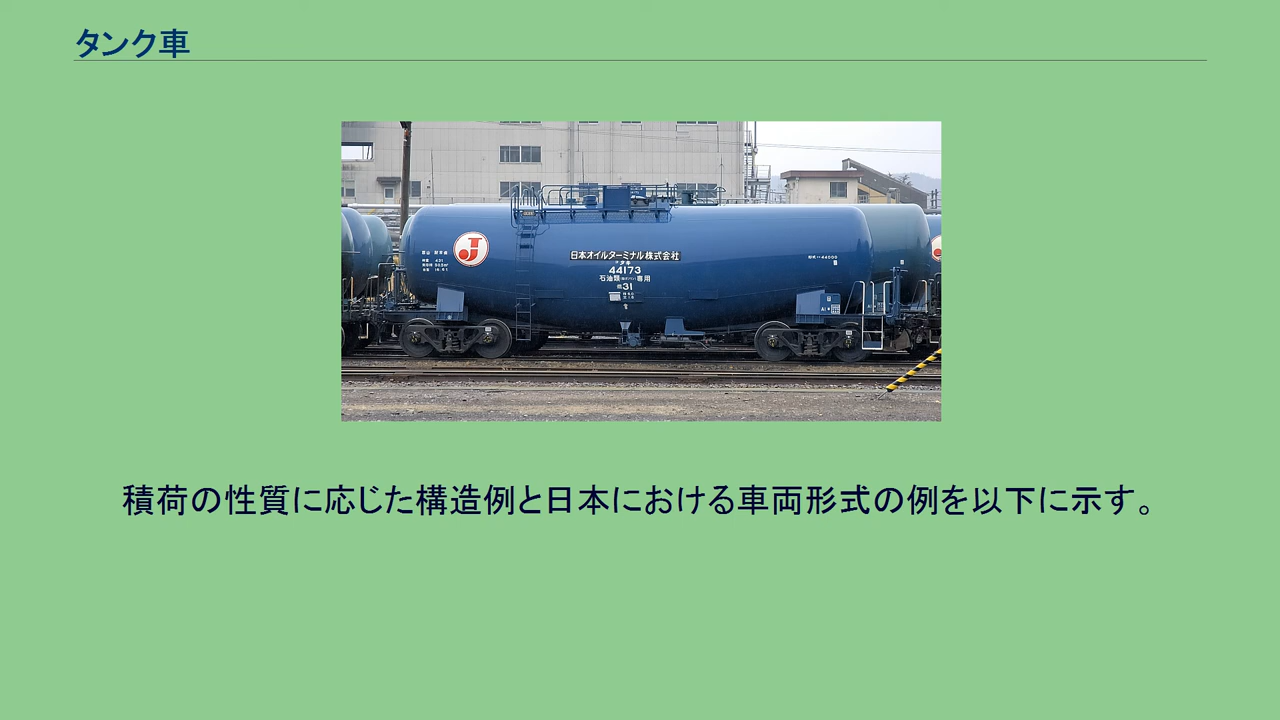 タンク車
J
日本オイルターミナル株式会社
タキ
44173
石油類専用
31
積荷の性質に応じた構造例と日本における車両形式の例を以下に示す。